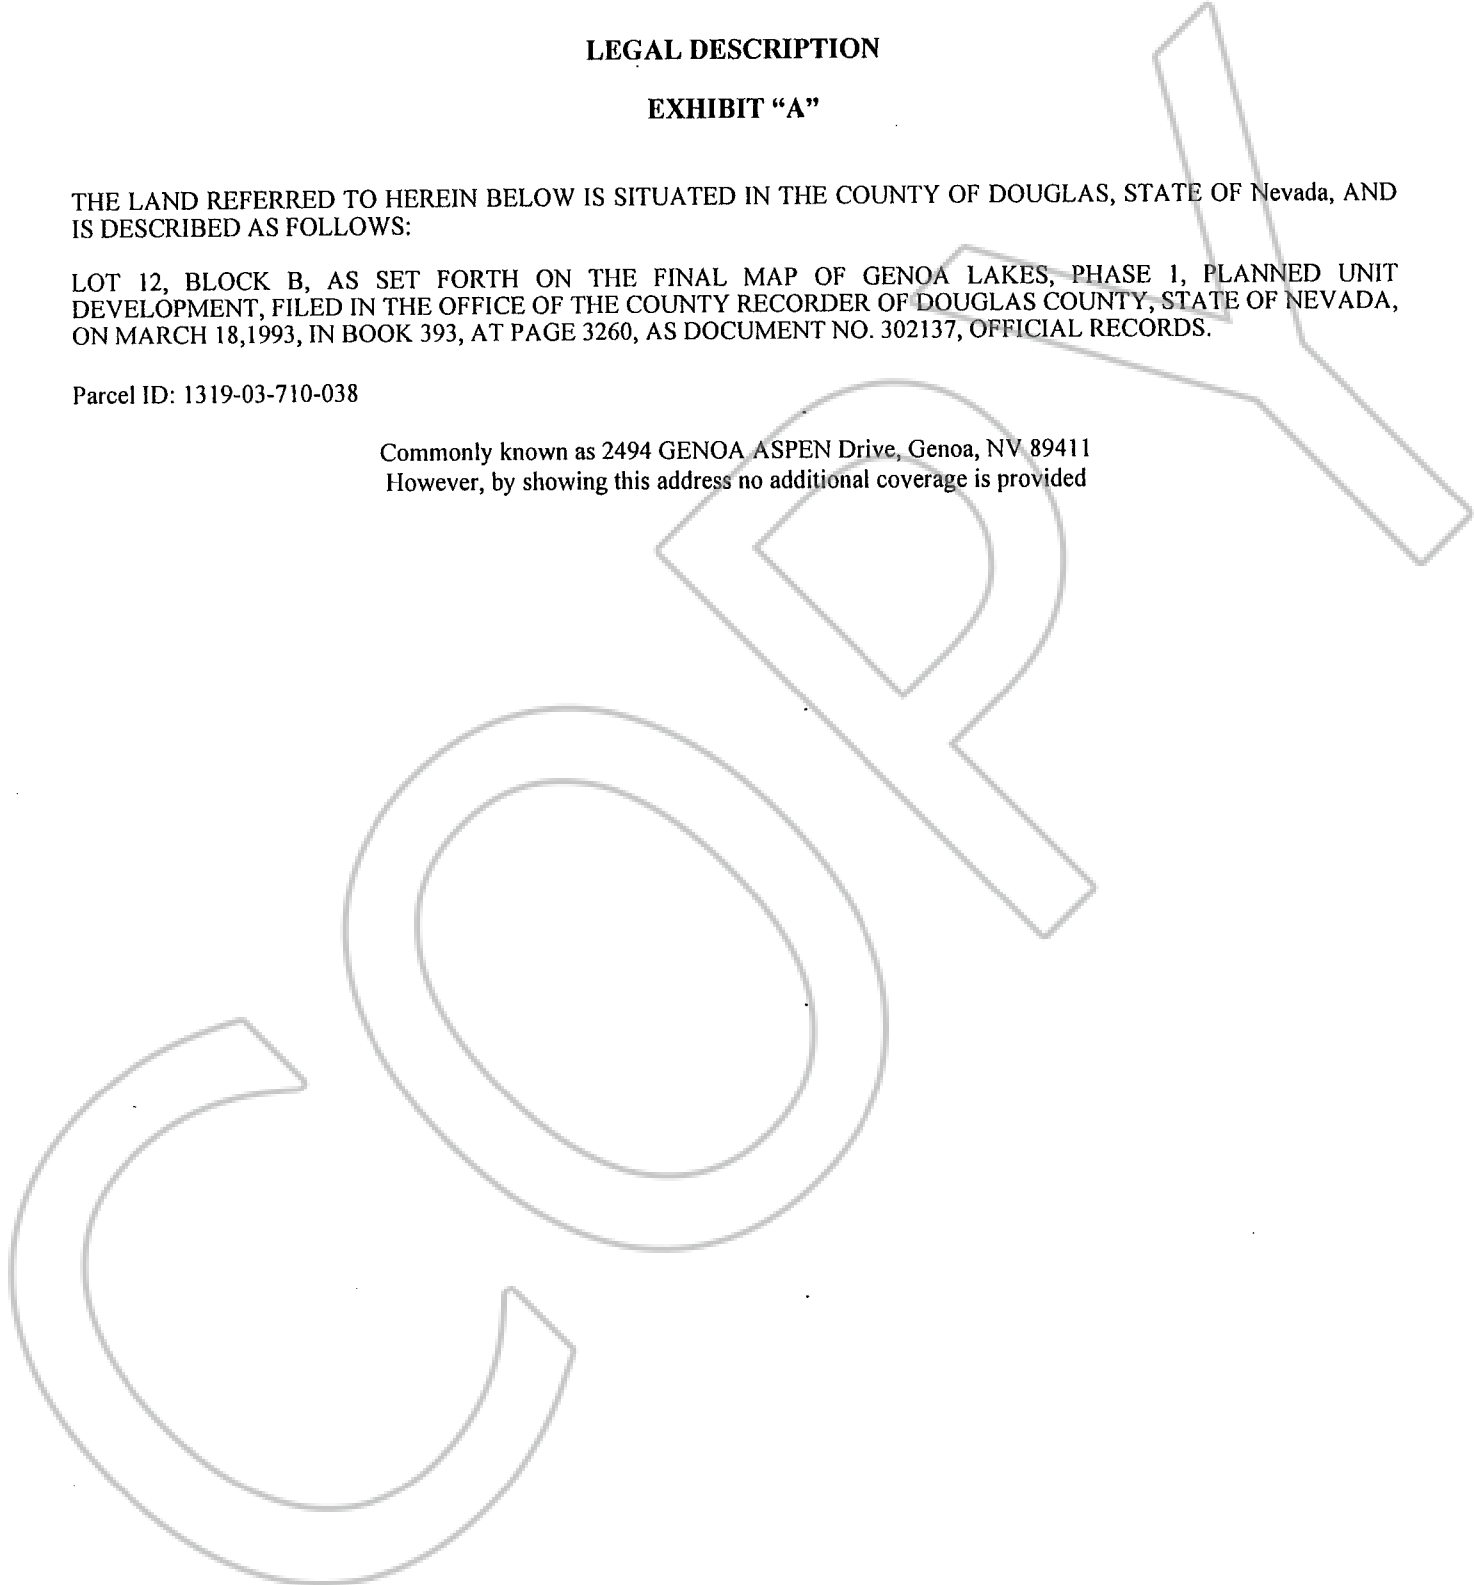 LEGAL DESCRIPTION
EXHIBIT “A”
THE LAND REFERRED TO HEREIN BELOW IS SITUATED IN THE COUNTY OF DOUGLAS, STATE OF Nevada, AND
IS DESCRIBED AS FOLLOWS:
LOT 12, BLOCK B, AS SET FORTH ON THE FINAL MAP OF GENOA LAKES, PHASE 1, PLANNED UNIT
DEVELOPMENT, FILED IN THE OFFICE OF THE COUNTY RECORDER OF DOUGLAS COUNTY, STATE OF NEVADA,
ON MARCH 18,1993, IN BOOK 393, AT PAGE 3260, AS DOCUMENT NO. 302137, OFFICIAL RECORDS.
Parcel ID: 1319-03-710-038
Commonly known as 2494 GENOA ASPEN Drive, Genoa, NV 89411
However, by showing this address no additional coverage is provided
COPY